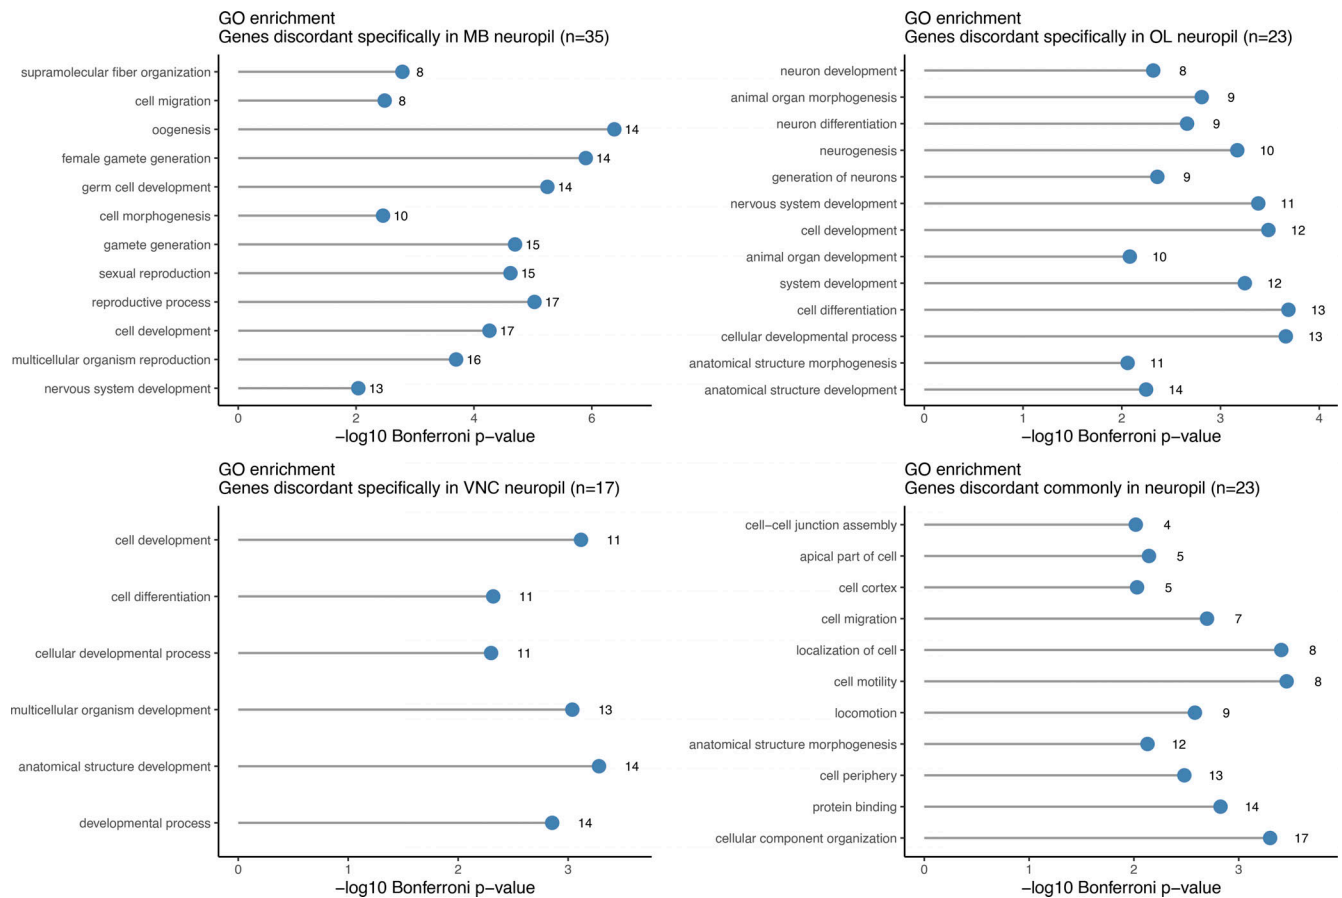 GO enrichment
Genes discordant specifically in MB neuropil (n=35)
supramolecular fiber organization 8
cell migration 8
oogenesis 14
female gamete generation 14
germ cell development 14
cell morphogenesis 10
gamete generation 15
sexual reproduction 15
reproductive process 17
cell development 17
multicellular organism reproduction 16
nervous system development 13
0 2 4 6
−log10 Bonferroni p−value
GO enrichment
Genes discordant specifically in OL neuropil (n=23)
neuron development 8
animal organ morphogenesis 9
neuron differentiation 9
neurogenesis 10
generation of neurons 9
nervous system development 11
cell development 12
animal organ development 10
system development 12
cell differentiation 13
cellular developmental process 13
anatomical structure morphogenesis 11
anatomical structure development 14
0 1 2 3 4
−log10 Bonferroni p−value
GO enrichment
Genes discordant specifically in VNC neuropil (n=17)
cell development 11
cell differentiation 11
cellular developmental process 11
multicellular organism development 13
anatomical structure development 14
developmental process 14
0 1 2 3
−log10 Bonferroni p−value
GO enrichment
Genes discordant commonly in neuropil (n=23)
cell−cell junction assembly 4
apical part of cell 5
cell cortex 5
cell migration 7
localization of cell 8
cell motility 8
locomotion 9
anatomical structure morphogenesis 12
cell periphery 13
protein binding 14
cellular component organization 17
0 1 2 3
−log10 Bonferroni p−value